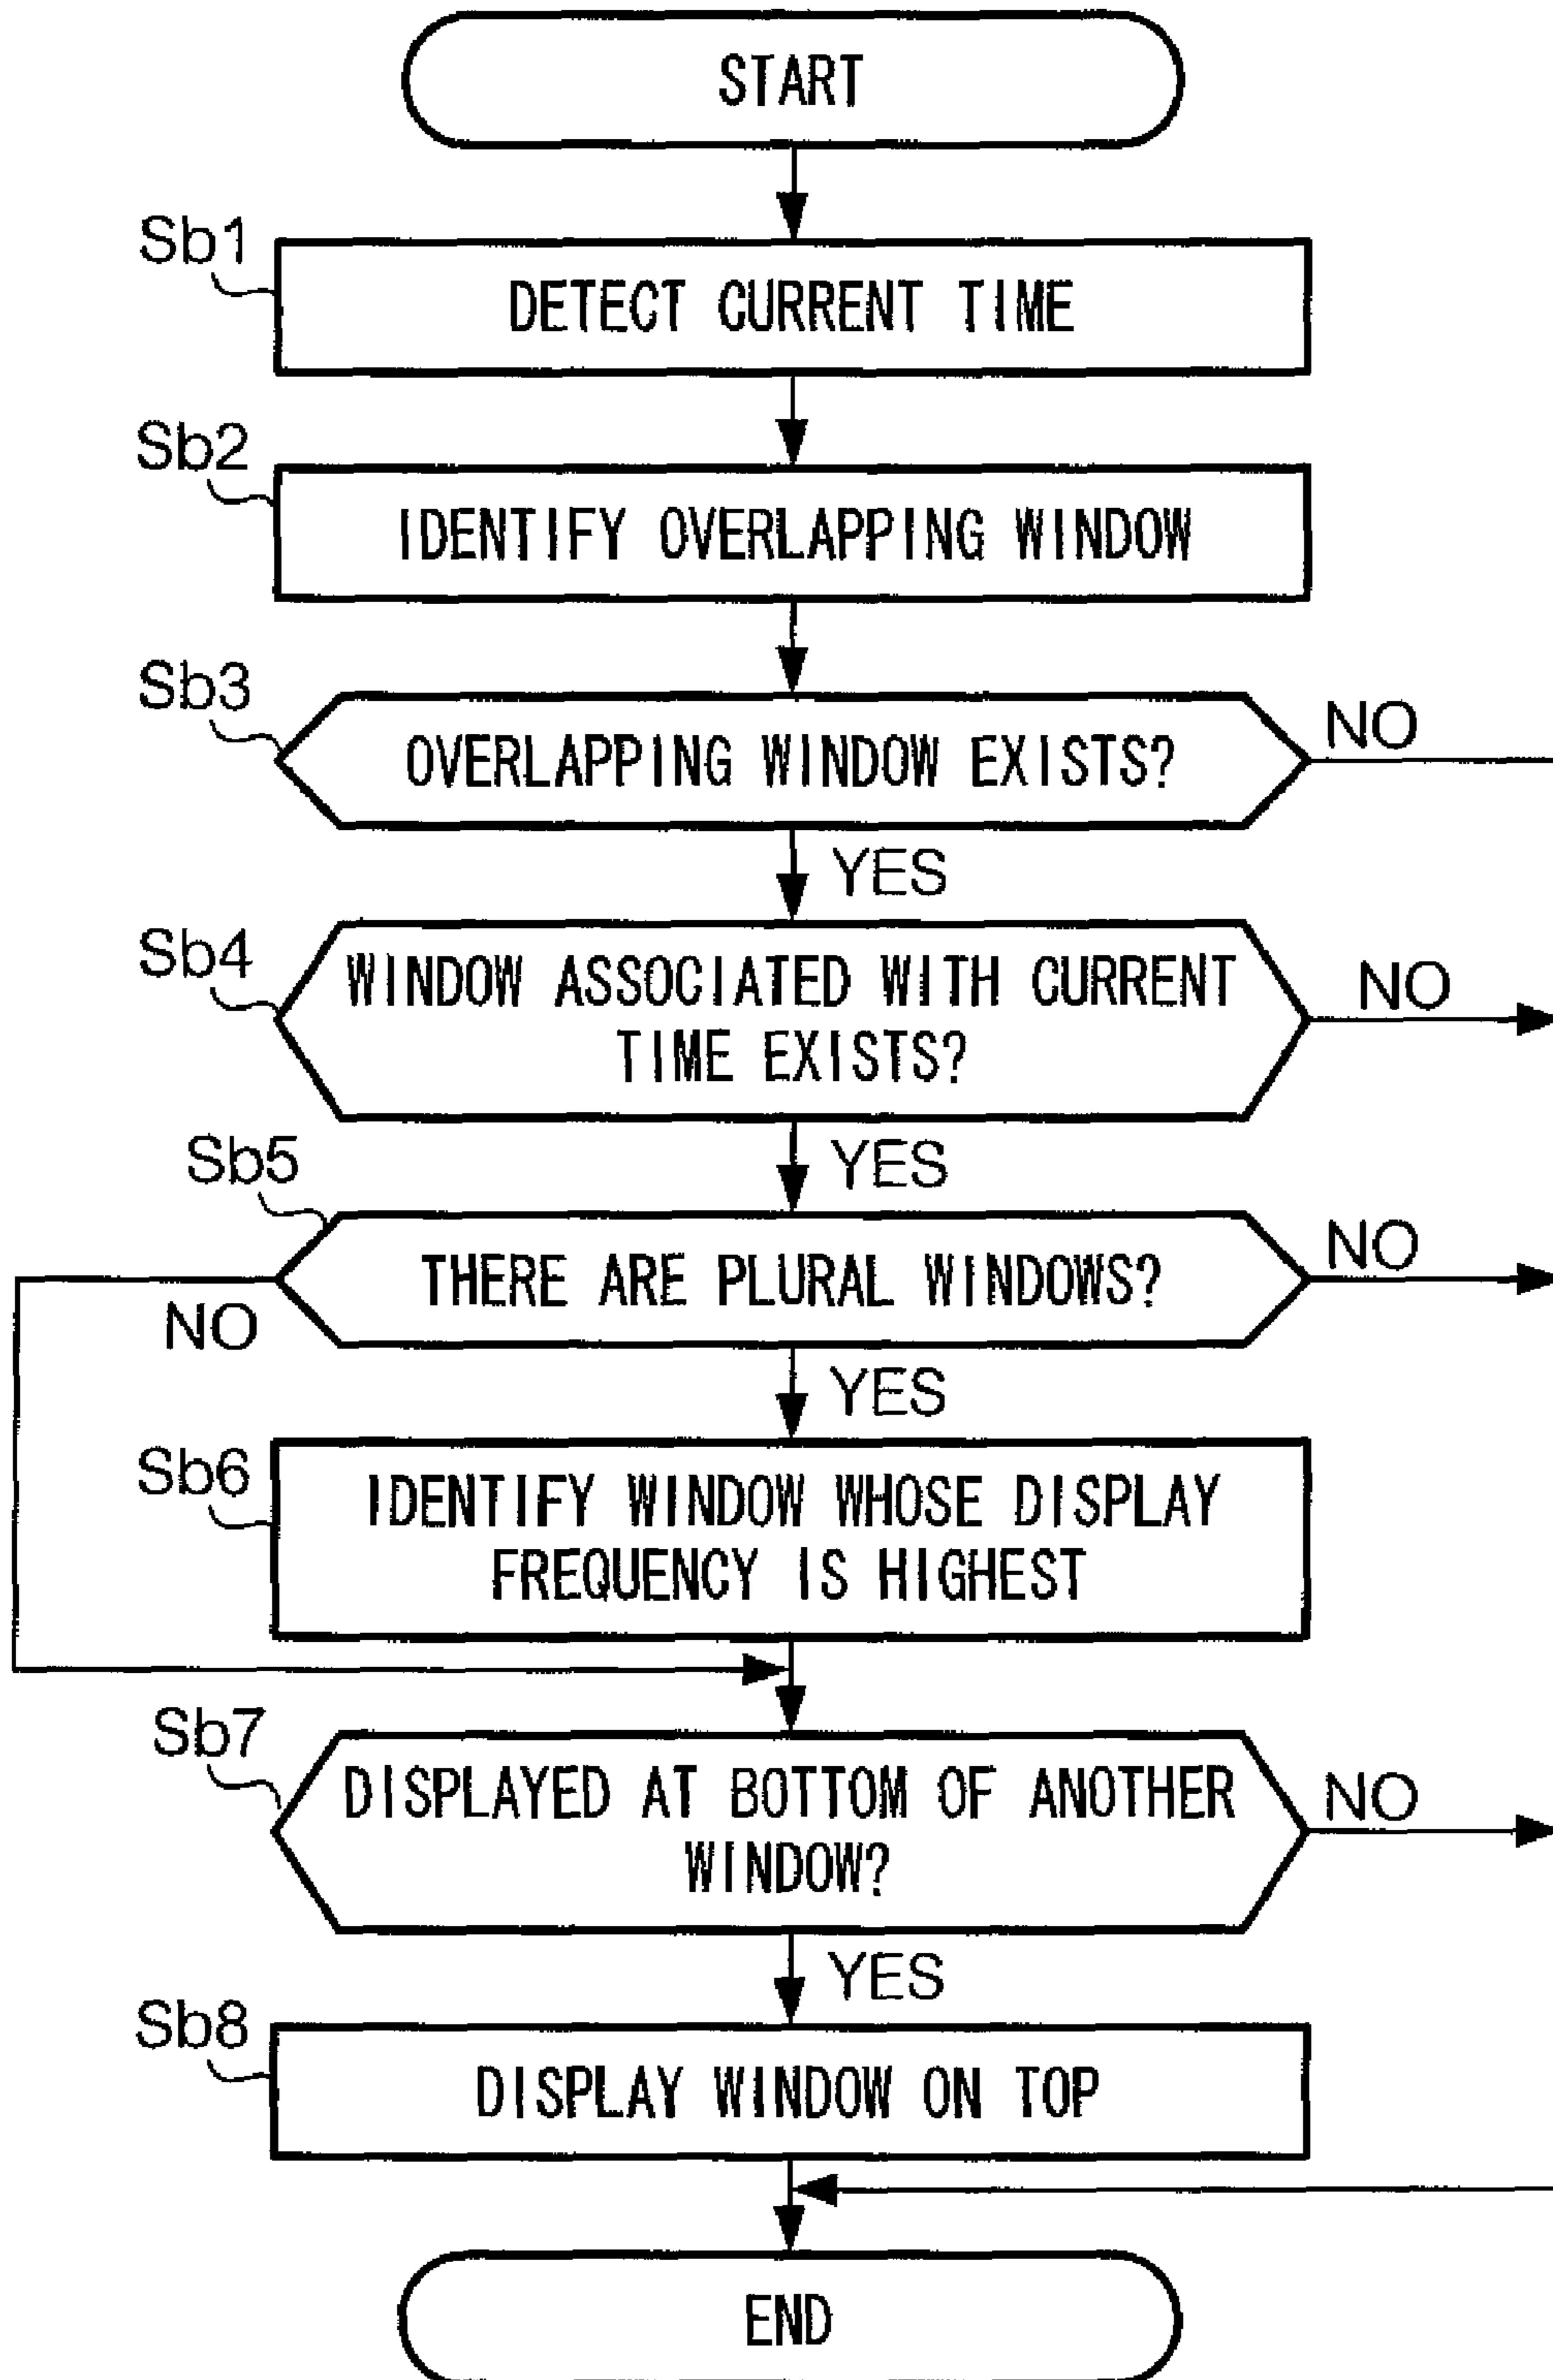 START
Sb1
DETECT CURRENT TIME
Sb2
IDENTIFY OVERLAPPING WINDOW
Sb3
OVERLAPPING WINDOW EXISTS?
NO
YES
Sb4
WINDOW ASSOCIATED WITH CURRENT
TIME EXISTS?
NO
YES
Sb5
THERE ARE PLURAL WINDOWS?
NO
NO
YES
Sb6
IDENTIFY WINDOW WHOSE DISPLAY
FREQUENCY IS HIGHEST
Sb7
DISPLAYED AT BOTTOM OF ANOTHER
WINDOW?
NO
YES
Sb8
DISPLAY WINDOW ON TOP
END